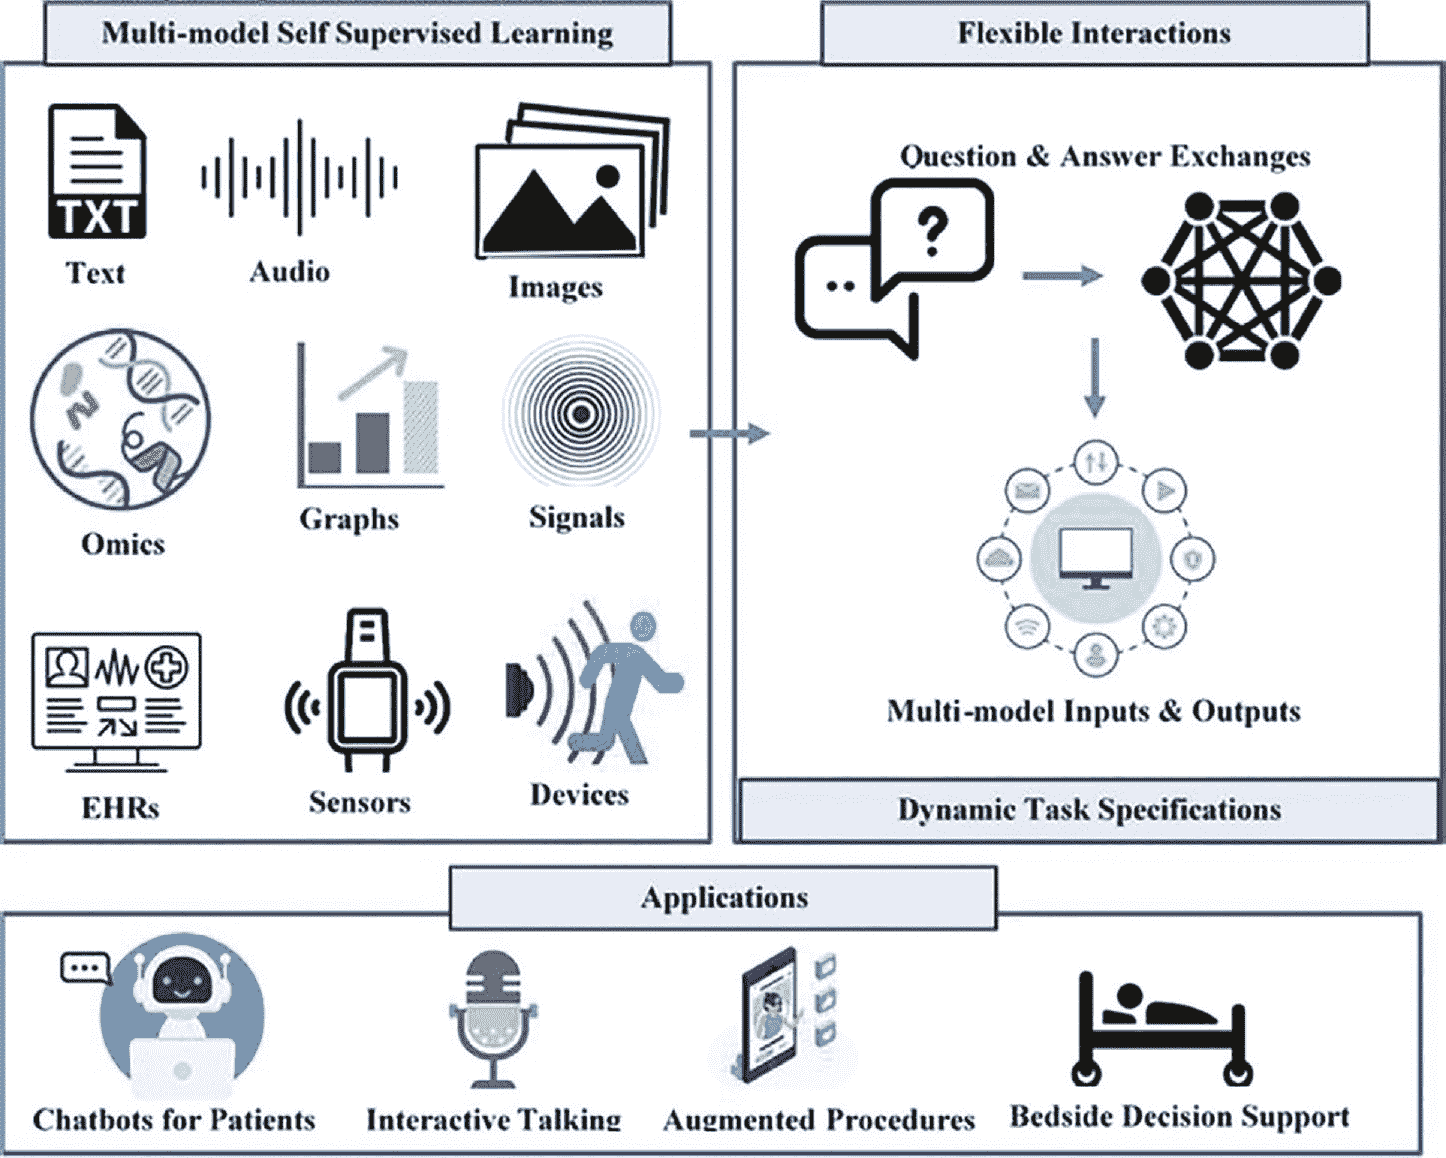 Multi-model Self Supervised Learning
TXT
Text
Audio
Images
Omics
Graphs
Signals
EHRs
Sensors
Devices
Flexible Interactions
Question & Answer Exchanges
?
Multi-model Inputs & Outputs
Dynamic Task Specifications
Applications
Chatbots for Patients
Interactive Talking
Augmented Procedures
Bedside Decision Support